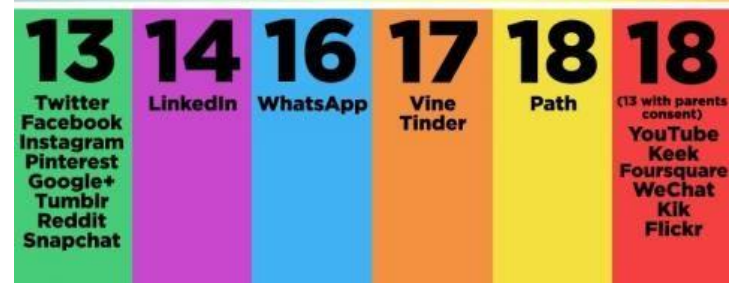 13
Twitter
Facebook
Instagram
Pinterest
Google+
Tumblr
Reddit
Snapchat
14
LinkedIn
16
WhatsApp
17
Vine
Tinder
18
Path
18
(13 with parents
consent)
YouTube
Keek
Foursquare
WeChat
Kik
Flickr